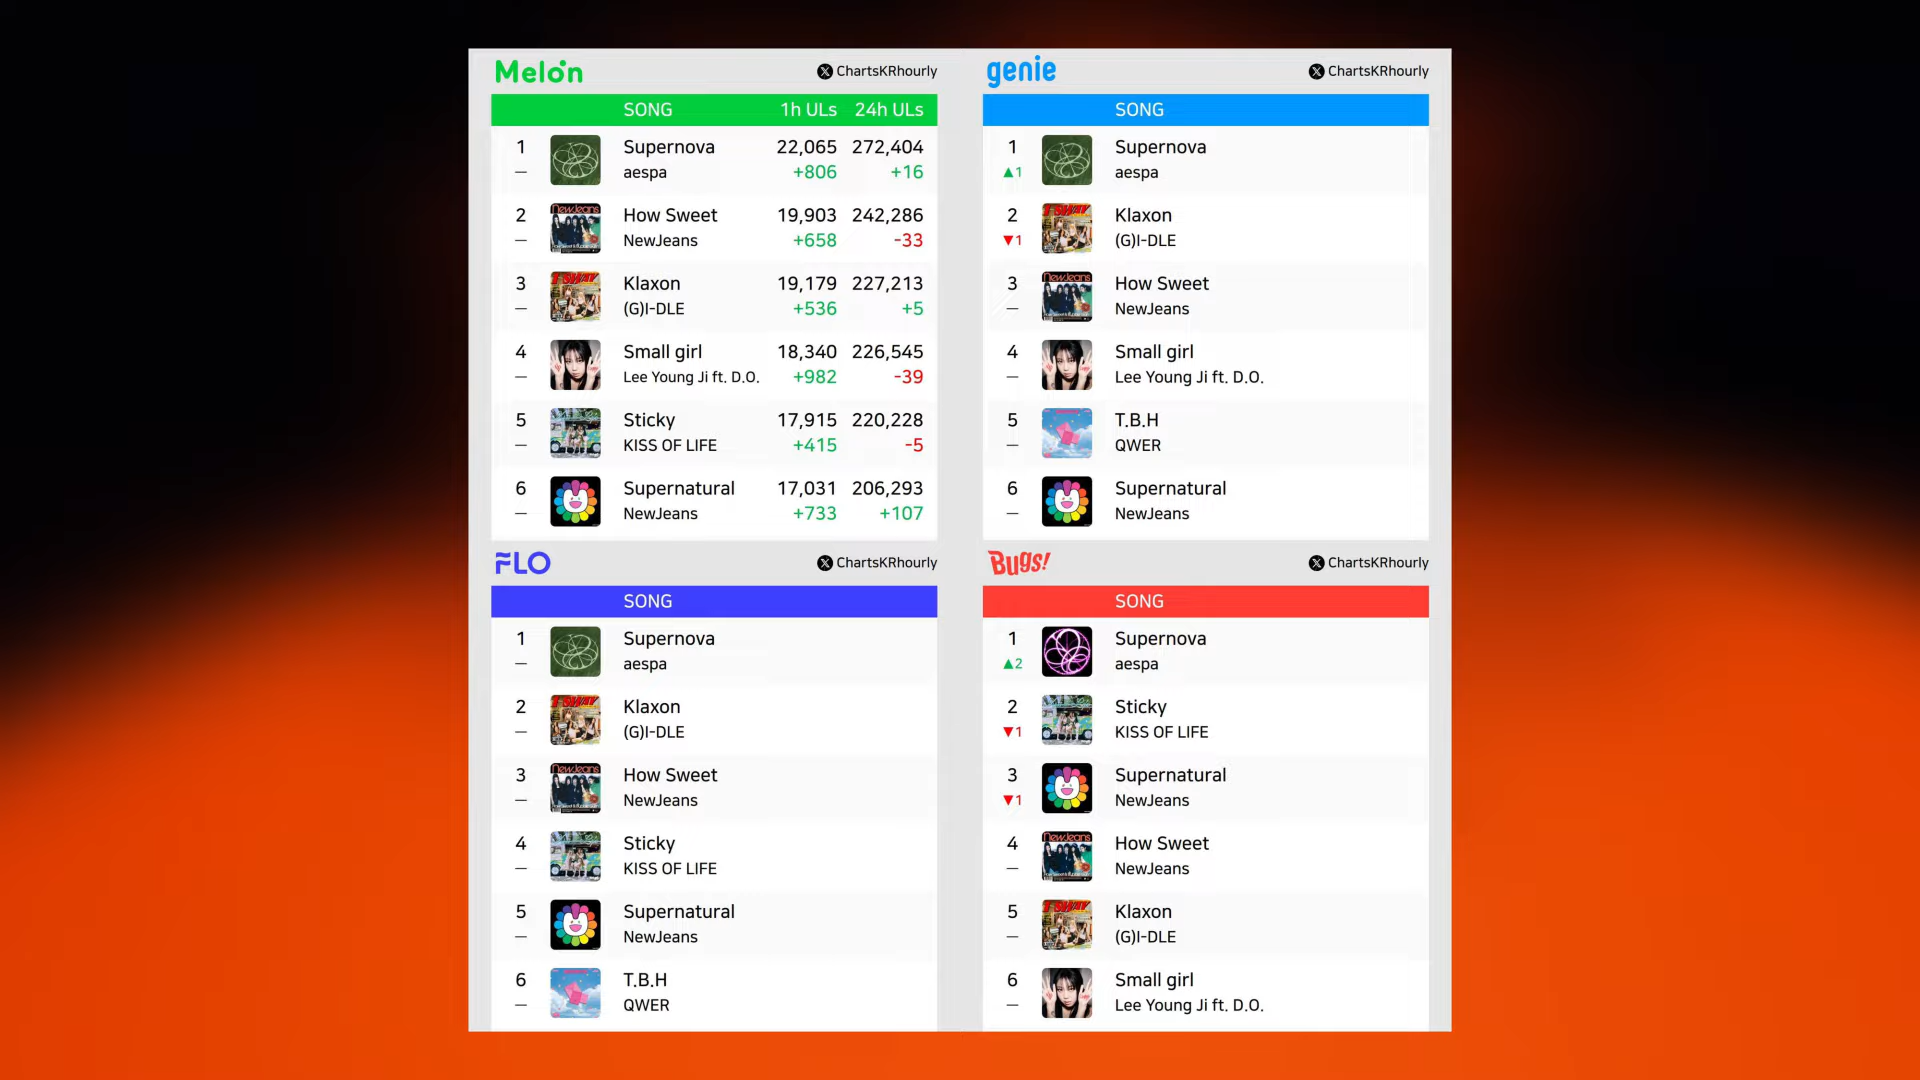 Melon
ChartsKRhourly
SONG 1h ULs 24h ULs
1 Supernova 22,065 272,404
— aespa +806 +16
2 How Sweet 19,903 242,286
— NewJeans +658 -33
3 Klaxon 19,179 227,213
— (G)I-DLE +536 +5
4 Small girl 18,340 226,545
— Lee Young Ji ft. D.O. +982 -39
5 Sticky 17,915 220,228
— KISS OF LIFE +415 -5
6 Supernatural 17,031 206,293
— NewJeans +733 +107
genie
ChartsKRhourly
SONG
1 Supernova
▲1 aespa
2 Klaxon
▼1 (G)I-DLE
3 How Sweet
— NewJeans
4 Small girl
— Lee Young Ji ft. D.O.
5 T.B.H
— QWER
6 Supernatural
— NewJeans
FLO
ChartsKRhourly
SONG
1 Supernova
— aespa
2 Klaxon
— (G)I-DLE
3 How Sweet
— NewJeans
4 Sticky
— KISS OF LIFE
5 Supernatural
— NewJeans
6 T.B.H
— QWER
Bugs!
ChartsKRhourly
SONG
1 Supernova
▲2 aespa
2 Sticky
▼1 KISS OF LIFE
3 Supernatural
▼1 NewJeans
4 How Sweet
— NewJeans
5 Klaxon
— (G)I-DLE
6 Small girl
— Lee Young Ji ft. D.O.